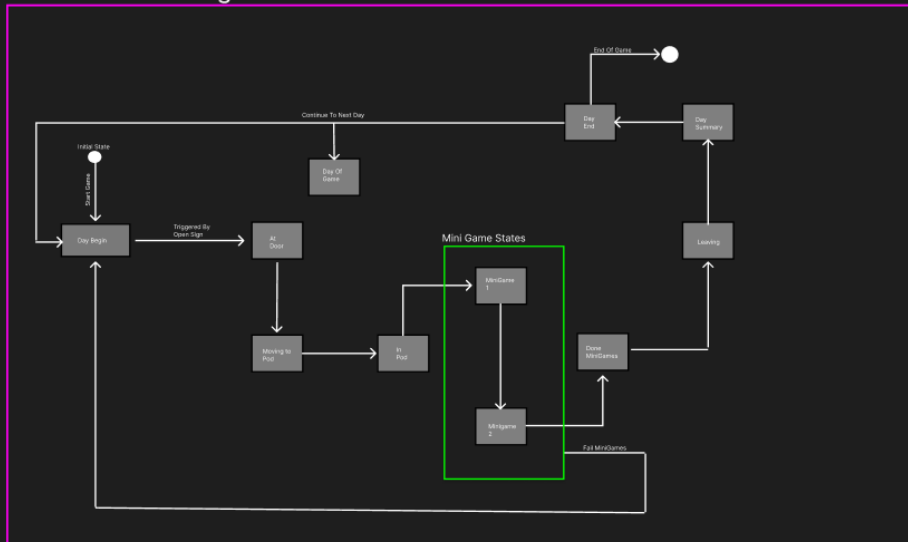 End Of Game
Day
End
Day
Summary
Continue To Next Day
Initial State
Day Of
Game
Start Game
Triggered By
Open Sign
Day Begin
At
Door
Leaving
Mini Game States
MiniGame
1
Moving to
Pod
In
Pod
Done
MiniGames
Minigame
2
Fail MiniGames